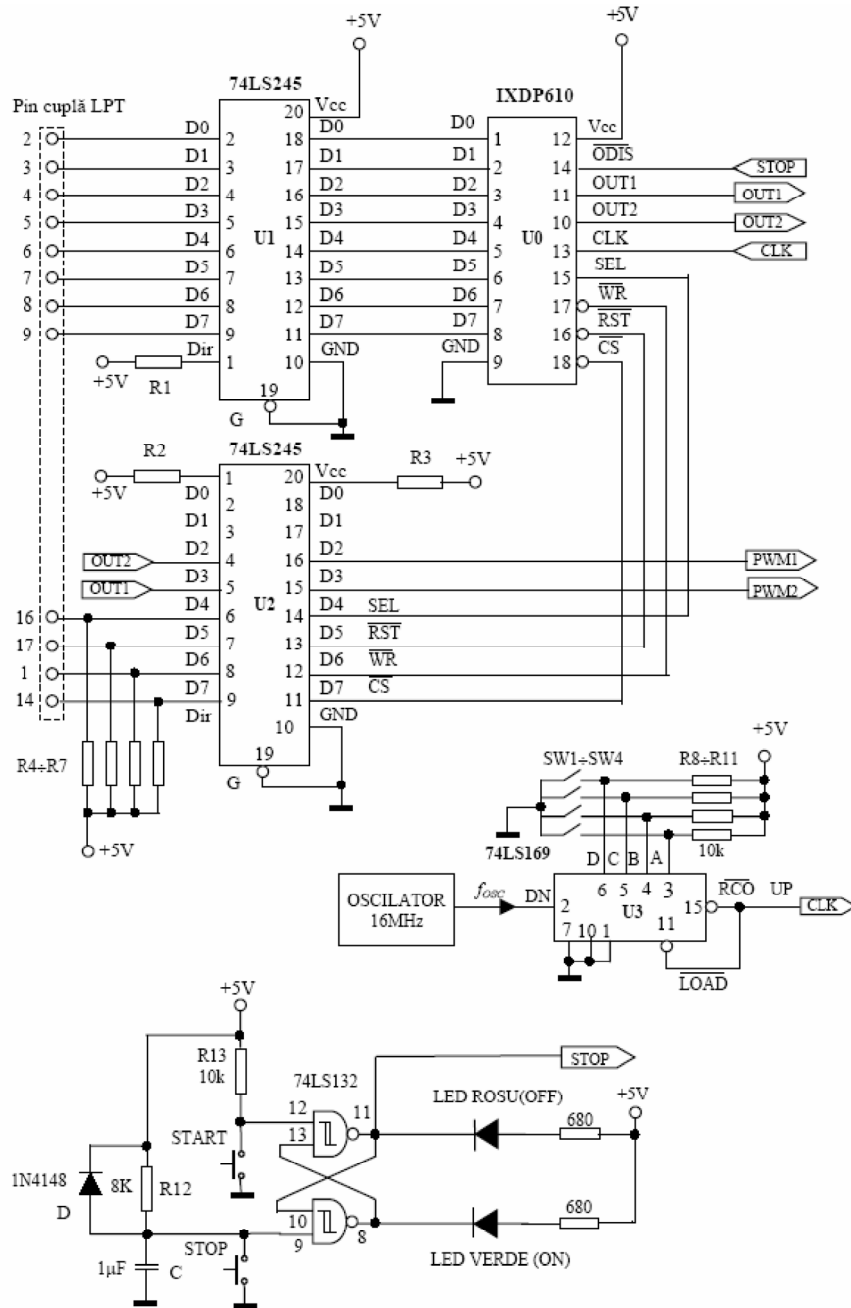 +5V
+5V
74LS245
IXDP610
Pin cuplă LPT
20 Vcc
12 Vcc
2 D0 2 18 D0 D0 1
ODIS
3 D1 3 17 D1 D1 2 14 STOP
4 D2 4 16 D2 D2 3 11 OUT1 OUT1
5 D3 5 15 D3 D3 4 10 OUT2 OUT2
6 D4 6 U1 14 D4 D4 5 U0 13 CLK CLK
7 D5 7 13 D5 D5 6 15 SEL
8 D6 8 12 D6 D6 7 17 WR
9 D7 9 11 D7 D7 8 16 RST
Dir 1 10 GND GND 9 18 CS
+5V R1
19
G
74LS245
R2 R3
+5V 1 20 Vcc +5V
D0 2 18 D0
D1 3 17 D1
OUT2 D2 4 16 D2 PWM1
OUT1 D3 5 15 D3 PWM2
16 D4 6 U2 14 D4 SEL
17 D5 7 13 D5 RST
1 D6 8 12 D6 WR
14 D7 9 11 D7 CS
Dir 10 GND
R4÷R7
19
G
+5V
+5V
SW1÷SW4 R8÷R11
10k
74LS169
D C B A
6 5 4 3
OSCILATOR
16MHz
fosc
DN 2 U3 15 RCO UP CLK
7 10 1 11
LOAD
+5V
R13
10k
74LS132
STOP
12
13
11
LED ROSU(OFF)
+5V
680
START
1N4148
D
8K R12
10
9
8
680
LED VERDE (ON)
STOP
1µF C